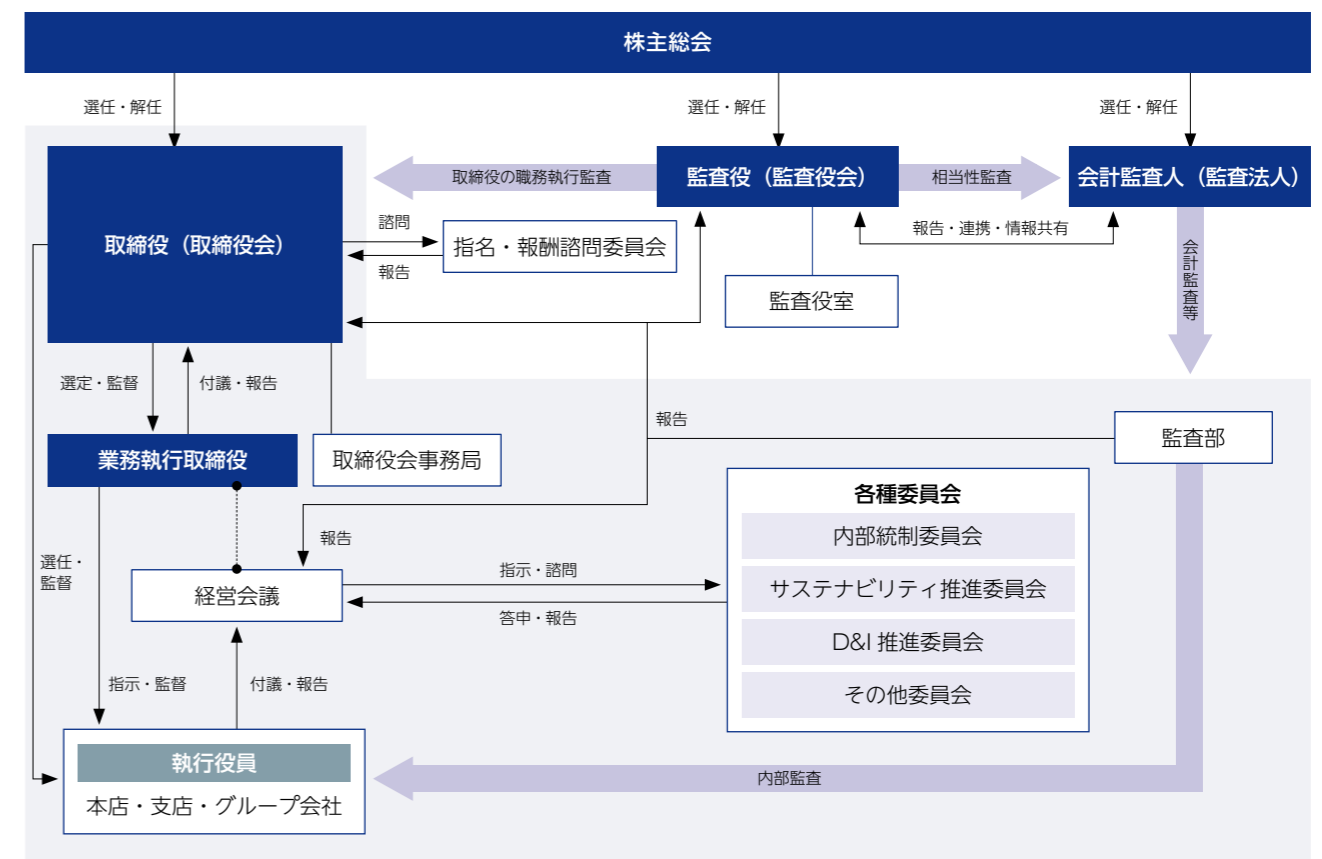 株主総会
選任・解任
選任・解任
選任・解任
取締役(取締役会)
取締役の職務執行監査
監査役(監査役会)
相当性監査
会計監査人(監査法人)
諮問
報告
指名・報酬諮問委員会
報告・連携・情報共有
監査役室
会計監査等
選定・監督
付議・報告
報告
監査部
業務執行取締役
取締役会事務局
各種委員会
内部統制委員会
サステナビリティ推進委員会
D&I 推進委員会
その他委員会
報告
選任・
監督
経営会議
指示・諮問
答申・報告
指示・監督
付議・報告
執行役員
本店・支店・グループ会社
内部監査